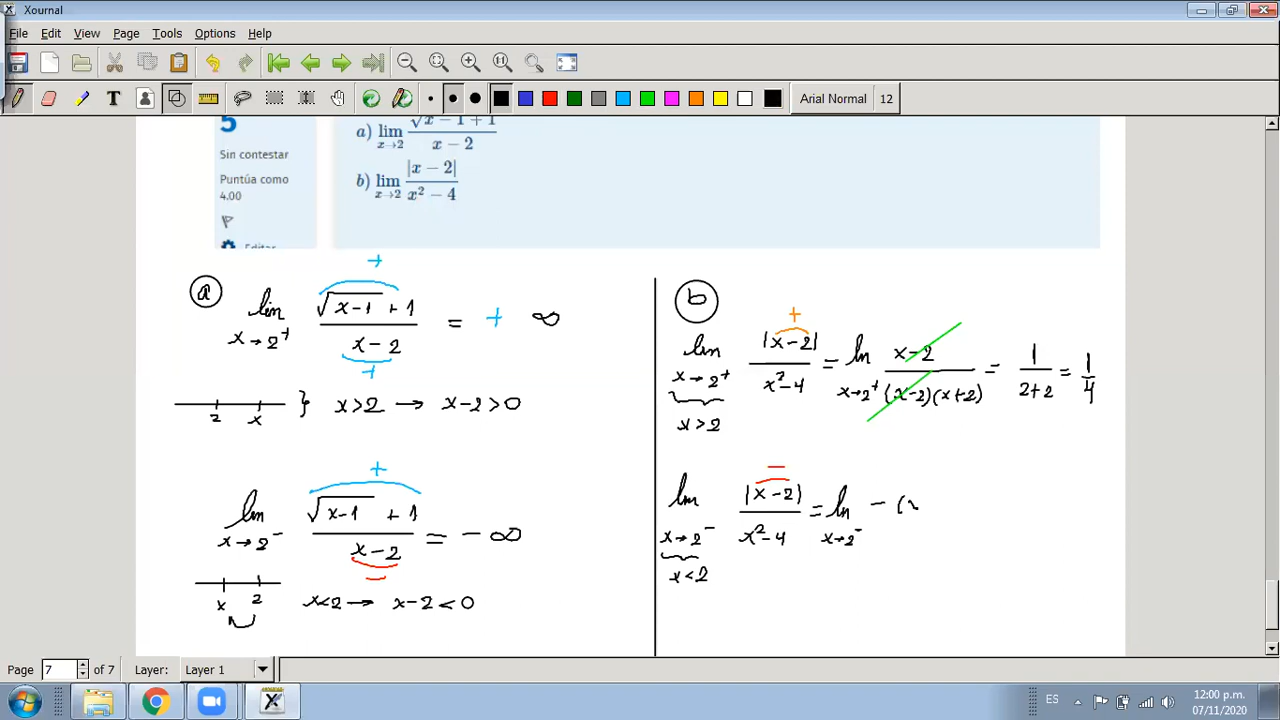 Xournal
File Edit View Page Tools Options Help
Arial Normal 12
5
Sin contestar
Puntúa como
4.00
a) lim x→2 √x − 1 + 1 / x − 2
b) lim x→2 |x − 2| / x² − 4
a
lim x→2⁺ √x-1 + 1 / x-2 = + ∞
+
+
2 x } x>2 → x-2>0
lim x→2⁻ √x-1 + 1 / x-2 = - ∞
+
−
x 2 x<2 → x-2<0
b
lim x→2⁺ |x-2| / x²-4 = lim x→2⁺ x-2 / (x-2)(x+2) = 1 / 2+2 = 1/4
+
x>2
lim x→2⁻ |x-2| / x²-4 = lim x→2⁻ -(
−
x<2
Page 7 of 7 Layer: Layer 1
ES 12:00 p.m.
07/11/2020